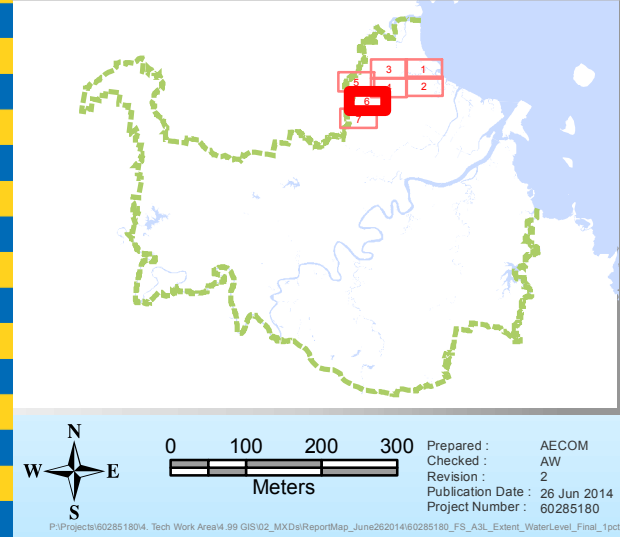 3 1
5 4 2
6
7
N
W E
S
0 100 200 300
Meters
Prepared : AECOM
Checked : AW
Revision : 2
Publication Date : 26 Jun 2014
Project Number : 60285180
P:\Projects\60285180\4. Tech Work Area\4.99 GIS\02_MXDs\ReportMap_June262014\60285180_FS_A3L_Extent_WaterLevel_Final_1pct